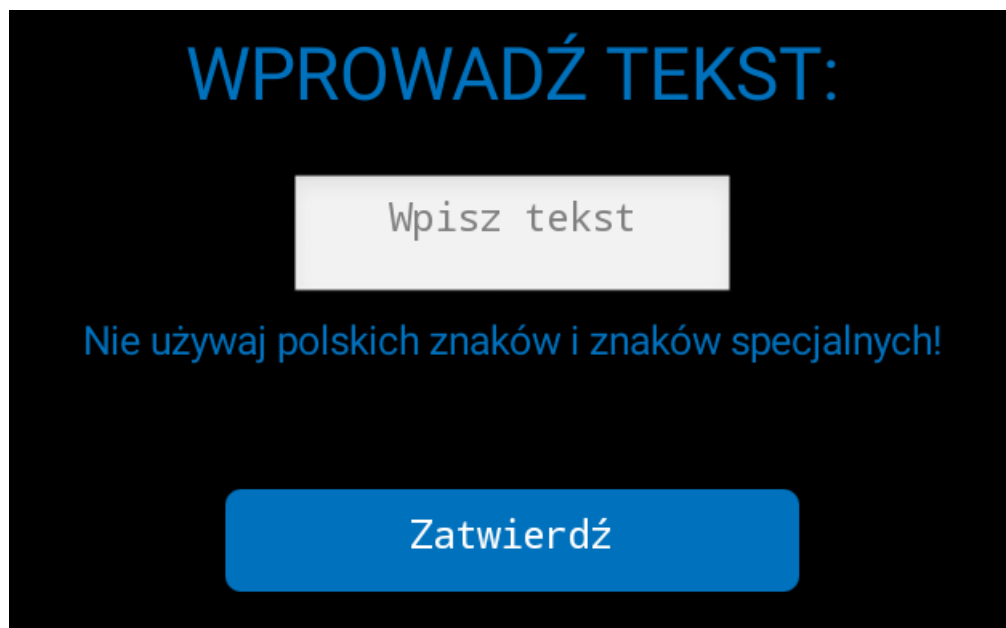 WPROWADŹ TEKST:
Wpisz tekst
Nie używaj polskich znaków i znaków specjalnych!
Zatwierdź